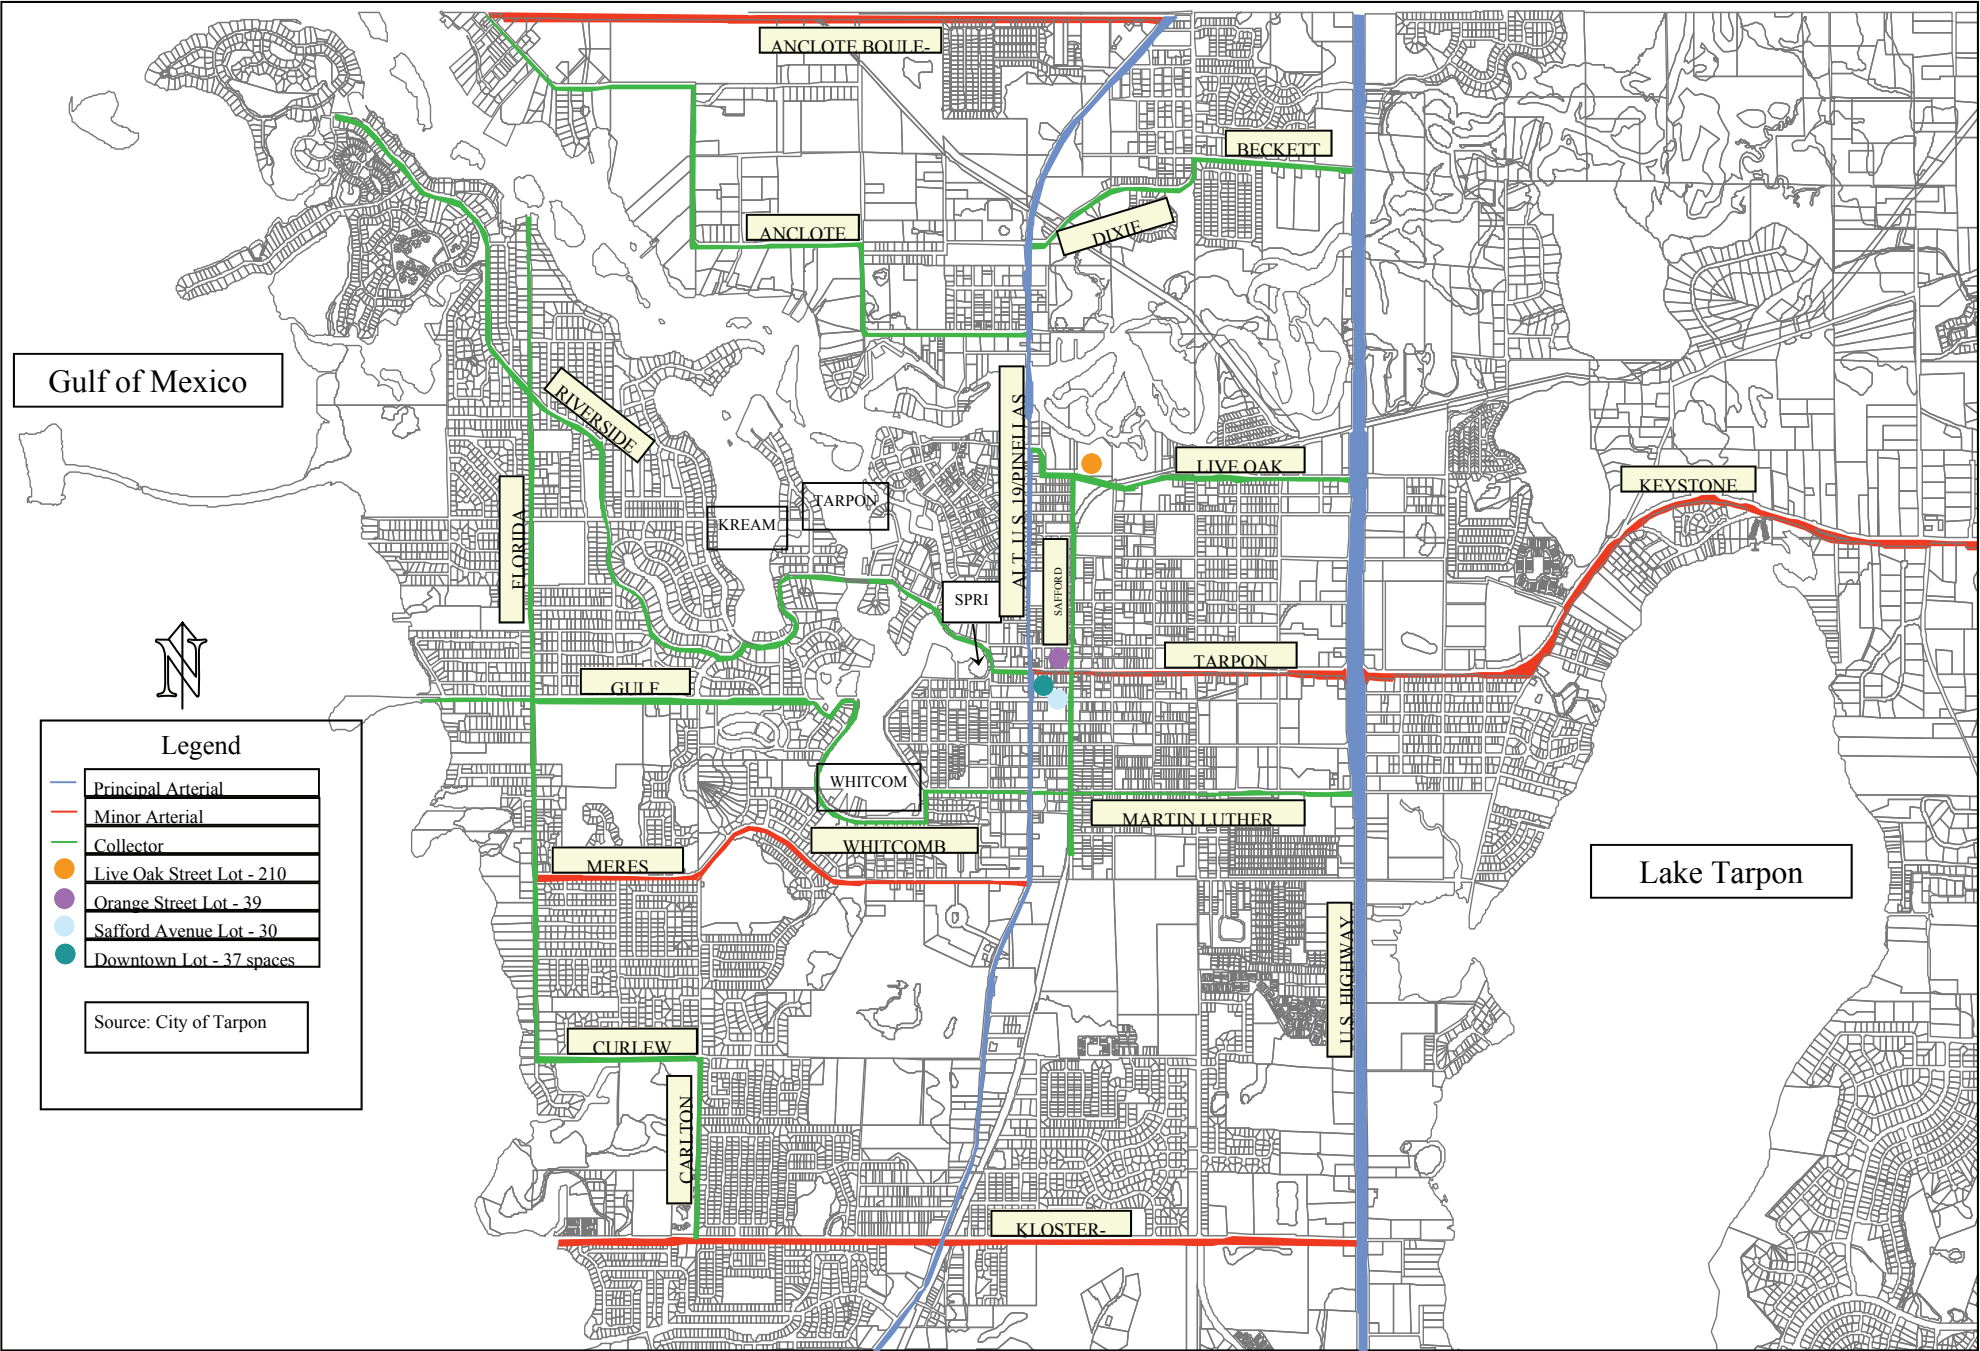 ANCLOTE BOULE-
BECKETT
ANCLOTE
DIXIE
Gulf of Mexico
RIVERSIDE
ALT. U.S. 19/PINELLAS
LIVE OAK
KEYSTONE
TARPON
KREAM
FLORIDA
SAFFORD
SPRI
TARPON
GULF
N
WHITCOM
MARTIN LUTHER
WHITCOMB
MERES
Lake Tarpon
U.S. HIGHWAY
CURLEW
CARLTON
KLOSTER-
Legend
Principal Arterial
Minor Arterial
Collector
Live Oak Street Lot - 210
Orange Street Lot - 39
Safford Avenue Lot - 30
Downtown Lot - 37 spaces
Source: City of Tarpon